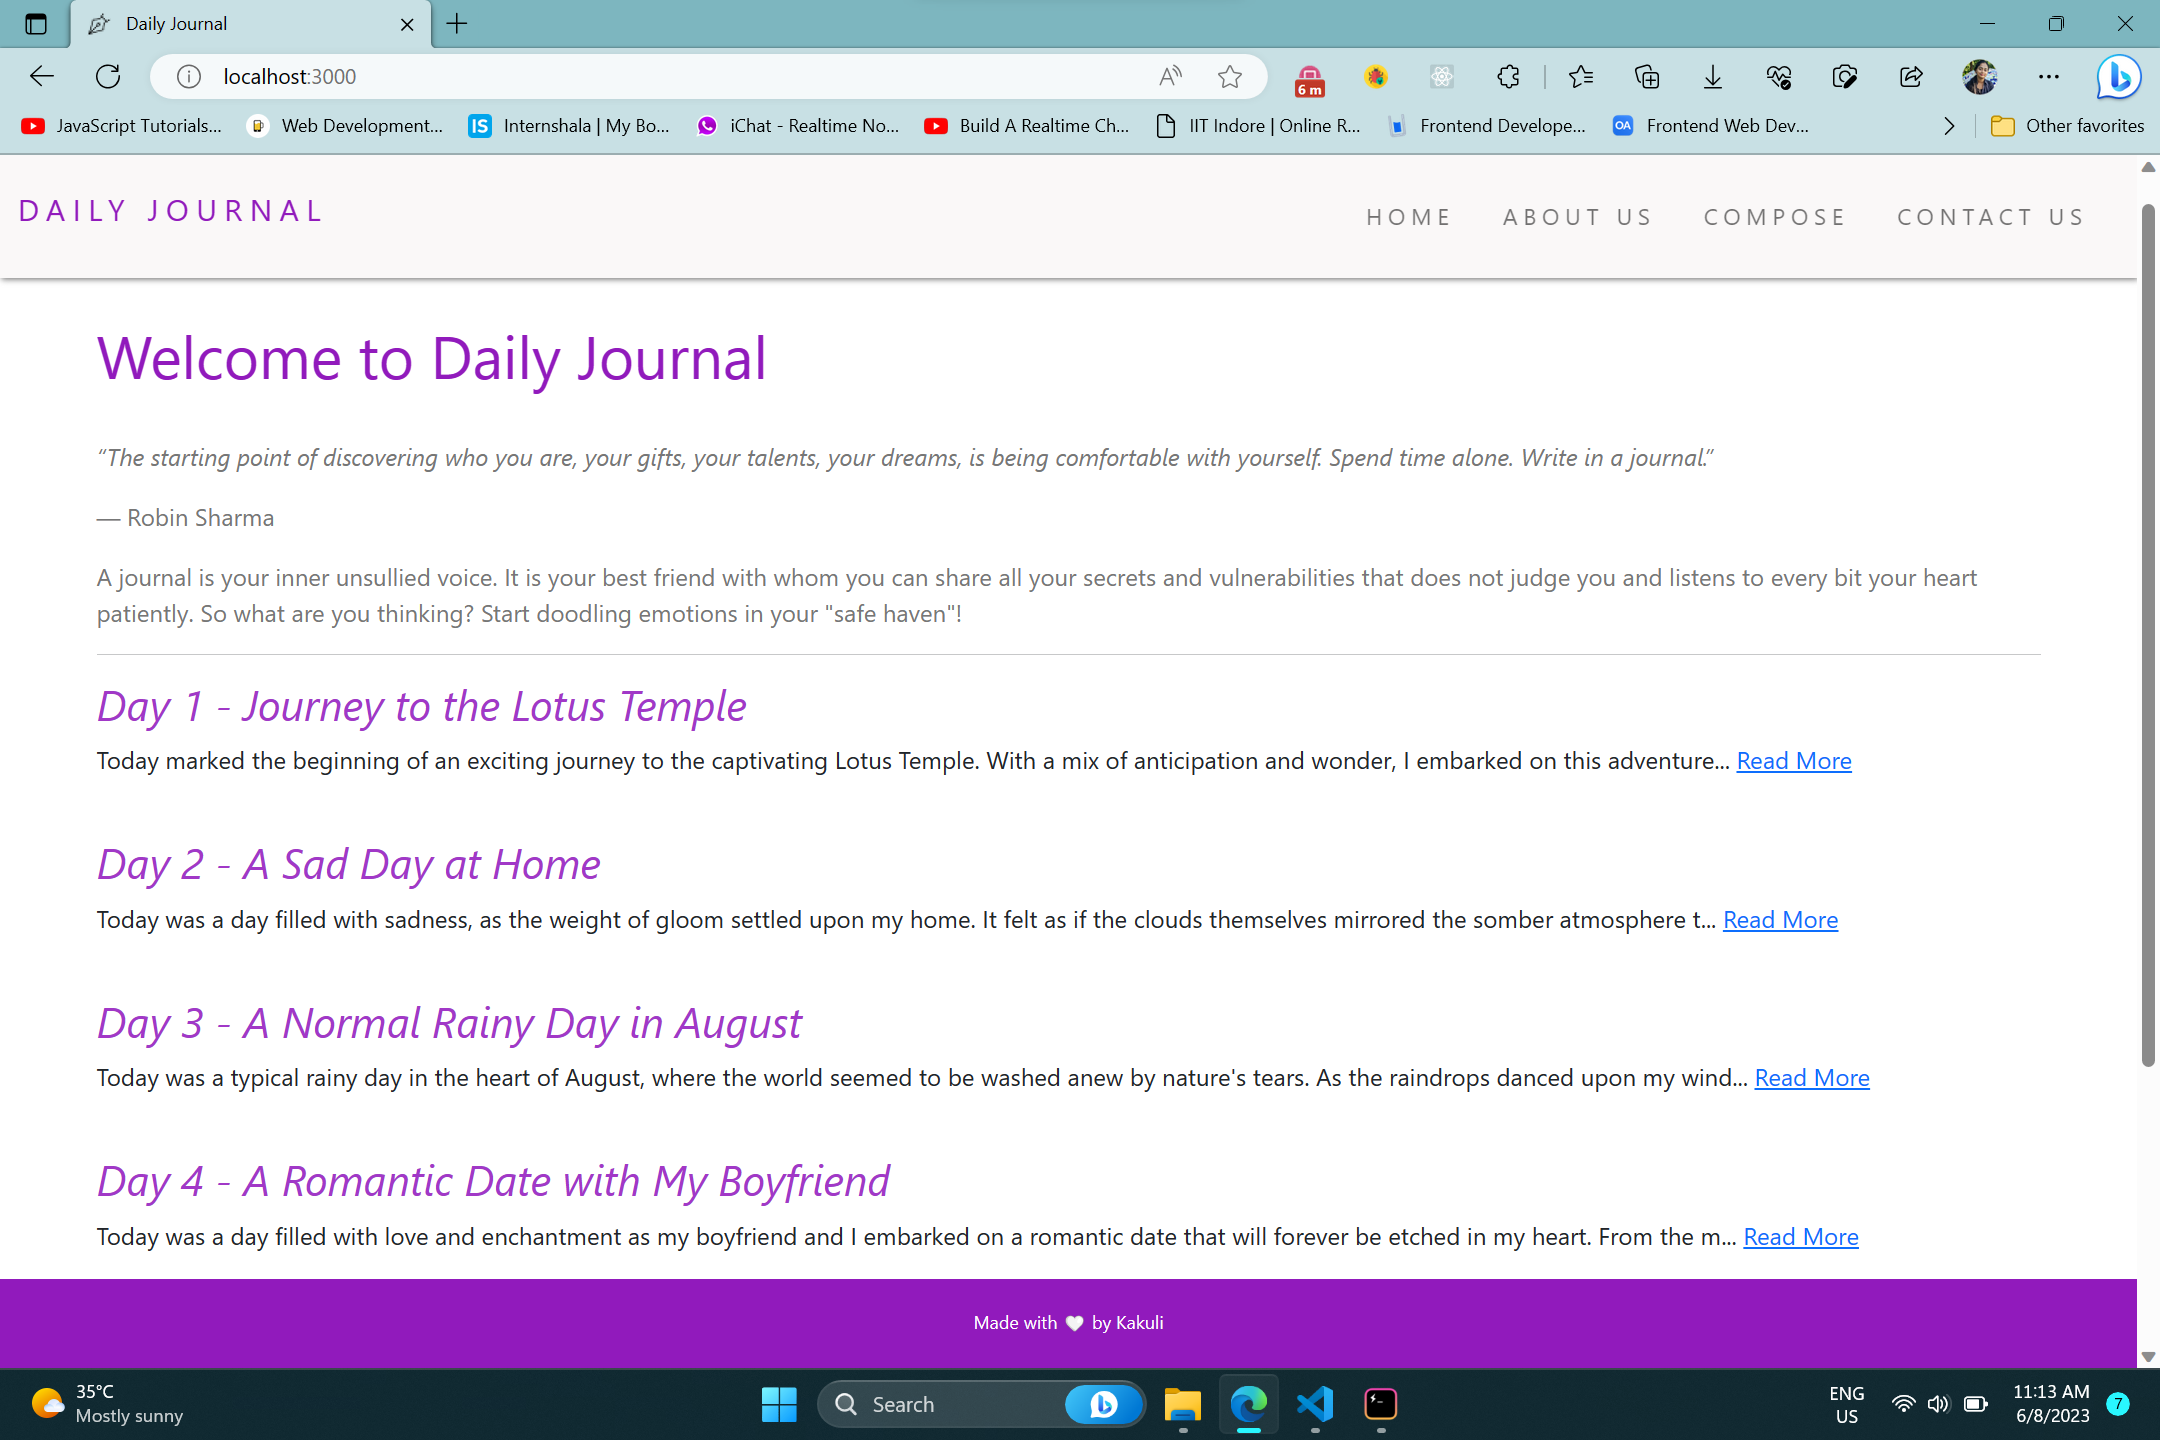 Daily Journal
localhost:3000
6 m
JavaScript Tutorials...
Web Development...
IS
Internshala | My Bo...
iChat - Realtime No...
Build A Realtime Ch...
IIT Indore | Online R...
Frontend Develope...
OA
Frontend Web Dev...
Other favorites
DAILY JOURNAL
HOME
ABOUT US
COMPOSE
CONTACT US
Welcome to Daily Journal
“The starting point of discovering who you are, your gifts, your talents, your dreams, is being comfortable with yourself. Spend time alone. Write in a journal.”
— Robin Sharma
A journal is your inner unsullied voice. It is your best friend with whom you can share all your secrets and vulnerabilities that does not judge you and listens to every bit your heart
patiently. So what are you thinking? Start doodling emotions in your "safe haven"!
Day 1 - Journey to the Lotus Temple
Today marked the beginning of an exciting journey to the captivating Lotus Temple. With a mix of anticipation and wonder, I embarked on this adventure... Read More
Day 2 - A Sad Day at Home
Today was a day filled with sadness, as the weight of gloom settled upon my home. It felt as if the clouds themselves mirrored the somber atmosphere t... Read More
Day 3 - A Normal Rainy Day in August
Today was a typical rainy day in the heart of August, where the world seemed to be washed anew by nature's tears. As the raindrops danced upon my wind... Read More
Day 4 - A Romantic Date with My Boyfriend
Today was a day filled with love and enchantment as my boyfriend and I embarked on a romantic date that will forever be etched in my heart. From the m... Read More
Made with 🤍 by Kakuli
35°C
Mostly sunny
Search
ENG
US
11:13 AM
6/8/2023
7